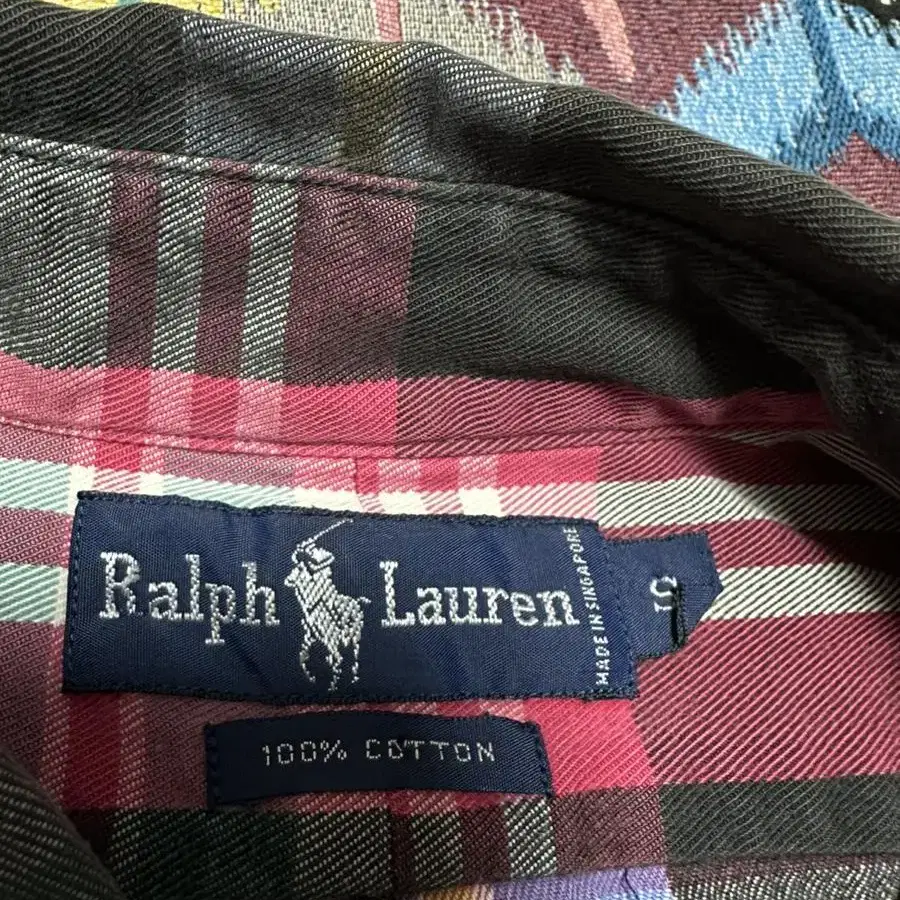 Ralph Lauren
MADE IN SINGAPORE
100% COTTON